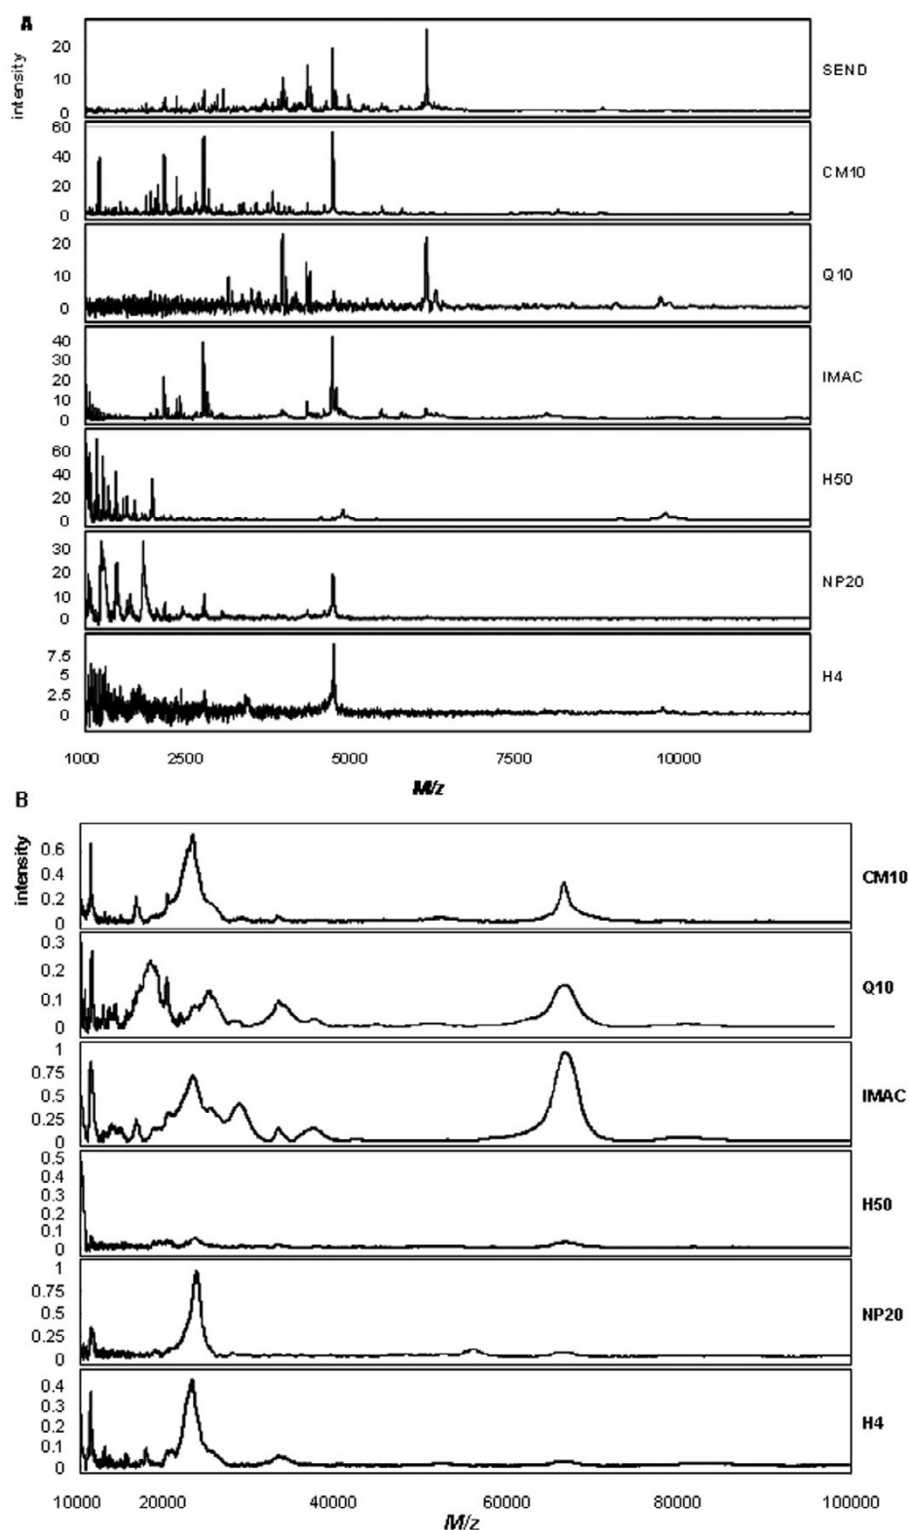 A
intensity
20
10
0
SEND
60
40
20
0
CM10
20
10
0
Q10
40
30
20
10
0
IMAC
60
40
20
0
H50
30
20
10
0
NP20
7.5
5
2.5
0
H4
1000 2500 5000 7500 10000
M/z
B
intensity
0.6
0.4
0.2
0
CM10
0.3
0.2
0.1
0
Q10
1
0.75
0.5
0.25
0
IMAC
0.5
0.4
0.3
0.2
0.1
0
H50
1
0.75
0.5
0.25
0
NP20
0.4
0.3
0.2
0.1
0
H4
10000 20000 40000 60000 80000 100000
M/z